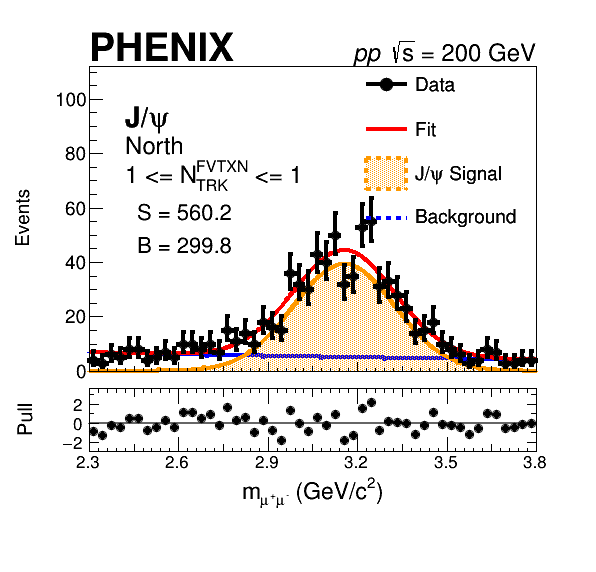 PHENIX
pp √s = 200 GeV
Data
Fit
J/ψ Signal
Background
J/ψ
North
1 <= N_TRK^FVTXN <= 1
S = 560.2
B = 299.8
Events
100
80
60
40
20
0
Pull
2
0
−2
2.3 2.6 2.9 3.2 3.5 3.8
m_μ⁺μ⁻ (GeV/c²)